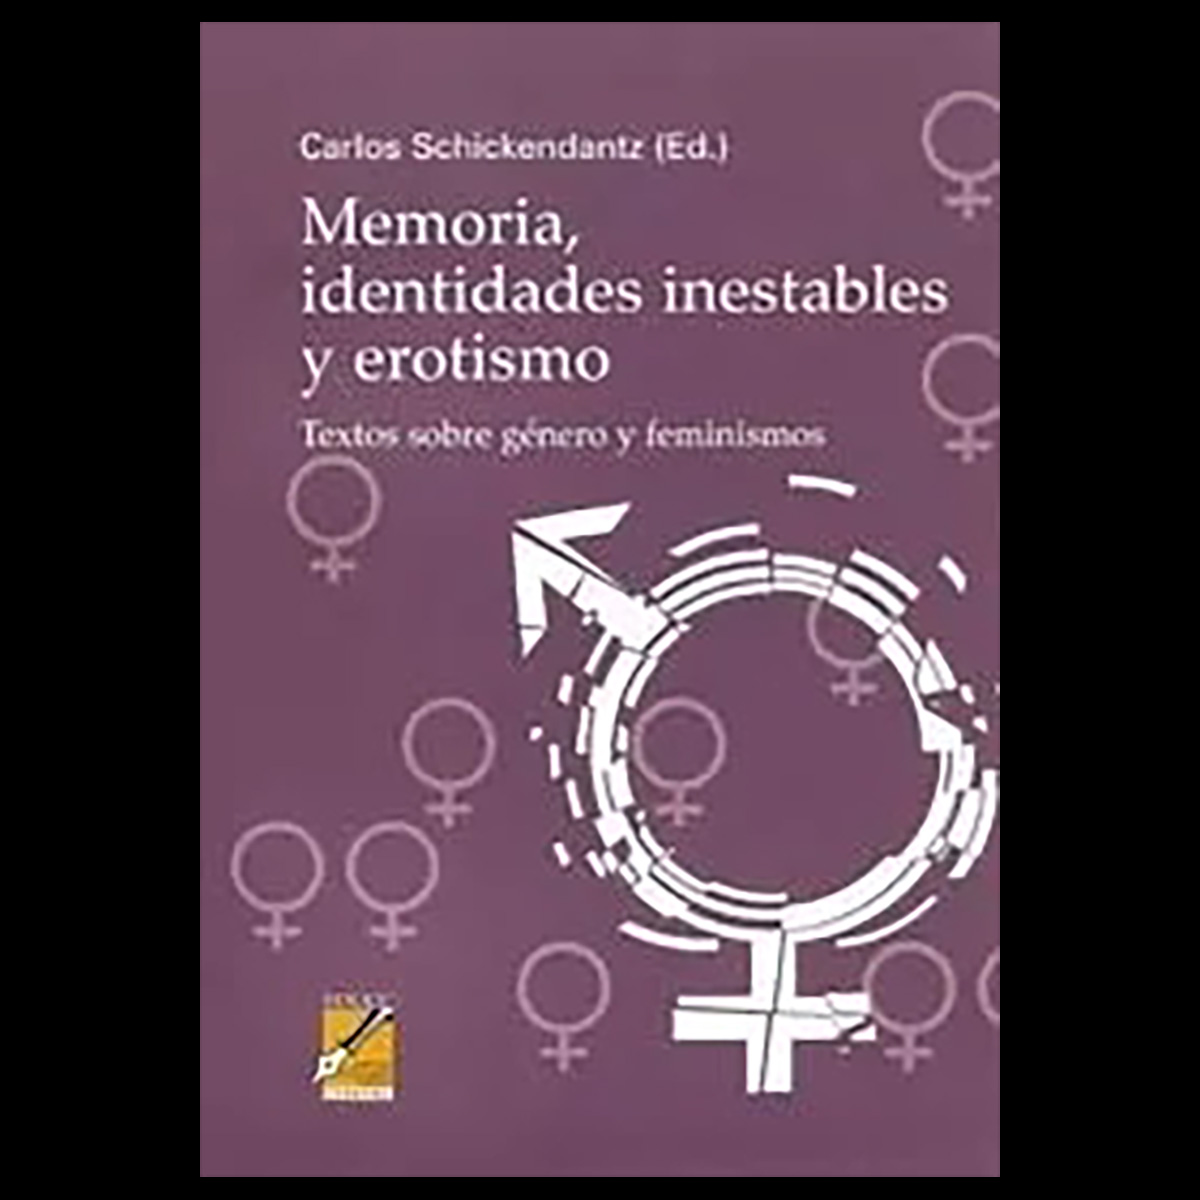 Carlos Schickendantz (Ed.)
Memoria,
identidades inestables
y erotismo
Textos sobre género y feminismos